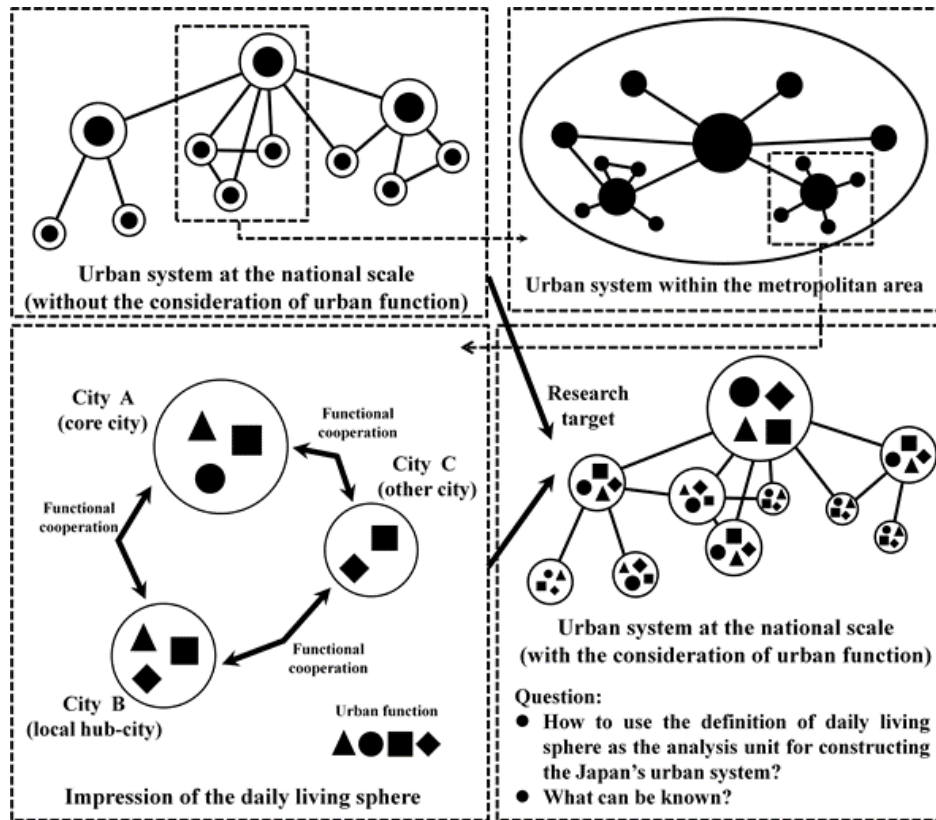 Urban system at the national scale
(without the consideration of urban function)
Urban system within the metropolitan area
City A
(core city)
Functional
cooperation
City C
(other city)
Functional
cooperation
City B
(local hub-city)
Functional
cooperation
Urban function
Impression of the daily living sphere
Research
target
Urban system at the national scale
(with the consideration of urban function)
Question:
● How to use the definition of daily living
sphere as the analysis unit for constructing
the Japan's urban system?
● What can be known?